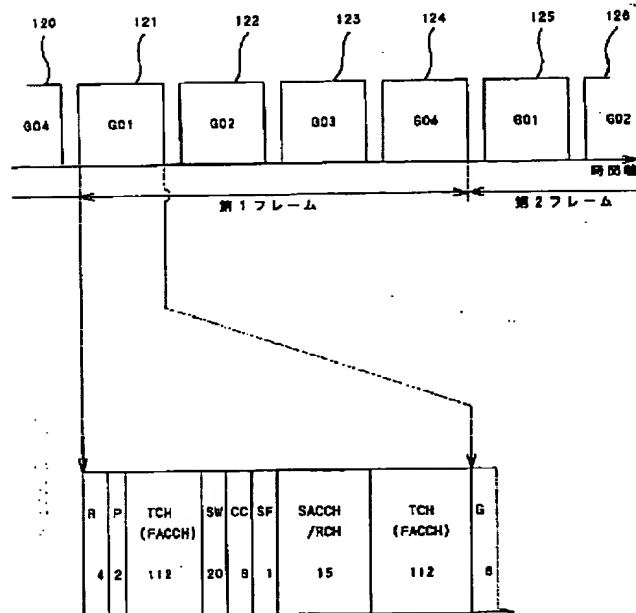 120 121 122 123 124 125 126
G04 G01 G02 G03 G04 G01 G02
時間軸
第1フレーム 第2フレーム
R P TCH SW CC SF SACCH TCH G
(FACCH) /RCH (FACCH)
4 2 112 20 8 1 15 112 6